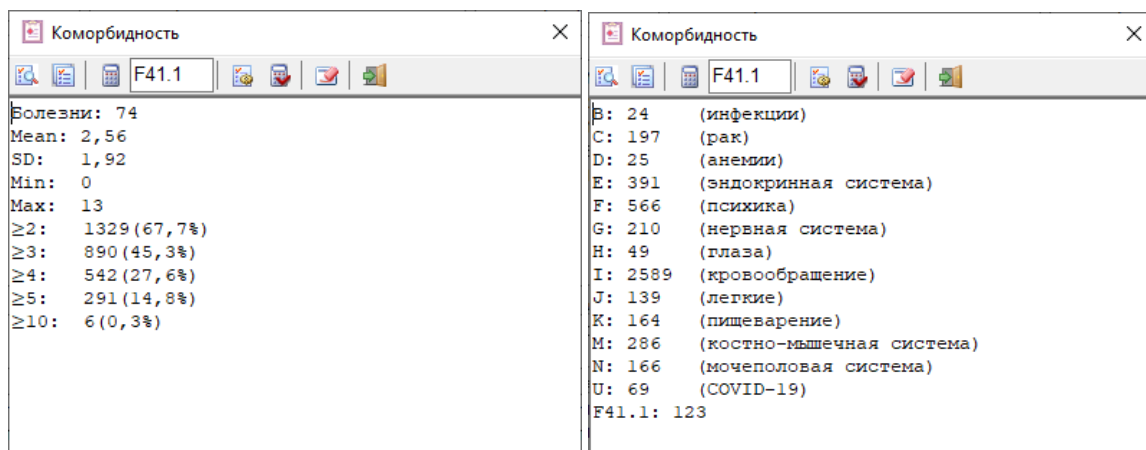 Коморбидность
F41.1
Болезни: 74
Mean: 2,56
SD: 1,92
Min: 0
Max: 13
≥2: 1329(67,7%)
≥3: 890(45,3%)
≥4: 542(27,6%)
≥5: 291(14,8%)
≥10: 6(0,3%)
Коморбидность
F41.1
B: 24 (инфекции)
C: 197 (рак)
D: 25 (анемии)
E: 391 (эндокринная система)
F: 566 (психика)
G: 210 (нервная система)
H: 49 (глаза)
I: 2589 (кровообращение)
J: 139 (легкие)
K: 164 (пищеварение)
M: 286 (костно-мышечная система)
N: 166 (мочеполовая система)
U: 69 (COVID-19)
F41.1: 123